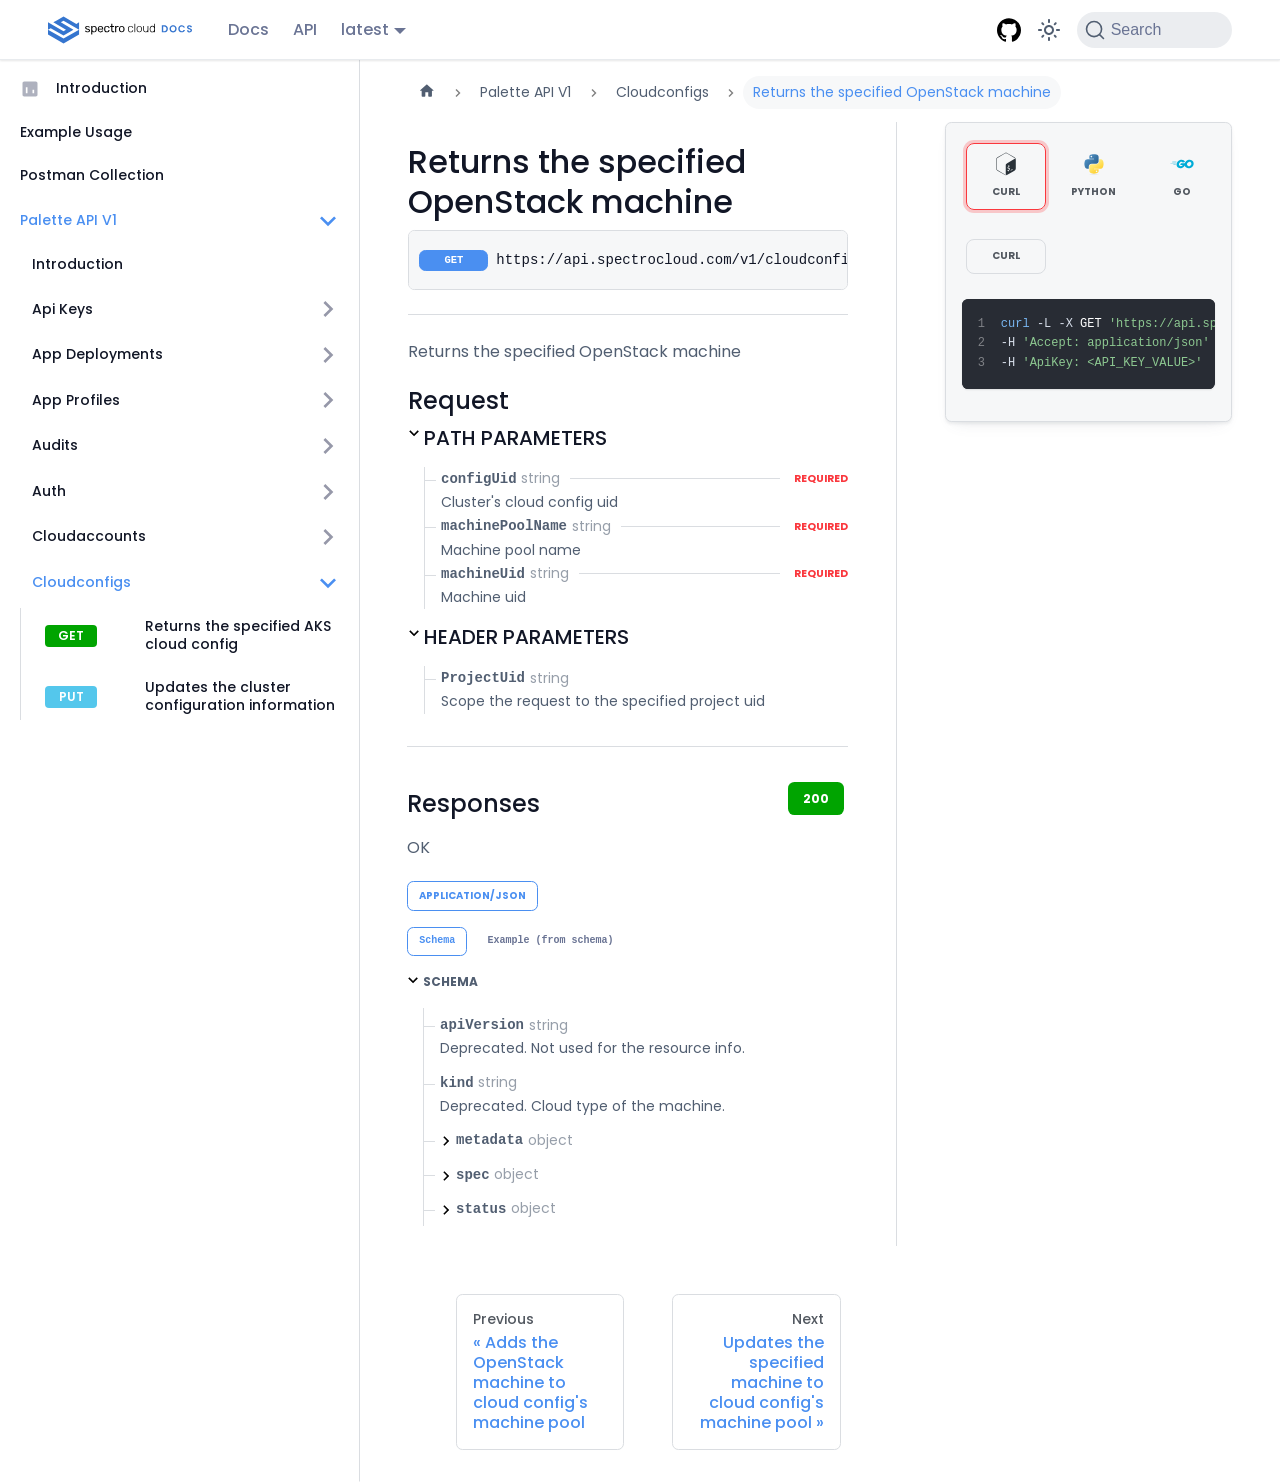 spectro cloud DOCS
Docs
API
latest
Search
Introduction
Example Usage
Postman Collection
Palette API V1
Introduction
Api Keys
App Deployments
App Profiles
Audits
Auth
Cloudaccounts
Cloudconfigs
GET
Returns the specified AKS
cloud config
PUT
Updates the cluster
configuration information
Palette API V1
Cloudconfigs
Returns the specified OpenStack machine
Returns the specified
OpenStack machine
GET https://api.spectrocloud.com/v1/cloudconfi
Returns the specified OpenStack machine
Request
PATH PARAMETERS
configUid string REQUIRED
Cluster's cloud config uid
machinePoolName string REQUIRED
Machine pool name
machineUid string REQUIRED
Machine uid
HEADER PARAMETERS
ProjectUid string
Scope the request to the specified project uid
Responses
200
OK
APPLICATION/JSON
Schema
Example (from schema)
SCHEMA
apiVersion string
Deprecated. Not used for the resource info.
kind string
Deprecated. Cloud type of the machine.
metadata object
spec object
status object
CURL
PYTHON
GO
CURL
1 curl -L -X GET 'https://api.sp
2 -H 'Accept: application/json'
3 -H 'ApiKey: <API_KEY_VALUE>'
Previous
« Adds the
OpenStack
machine to
cloud config's
machine pool
Next
Updates the
specified
machine to
cloud config's
machine pool »